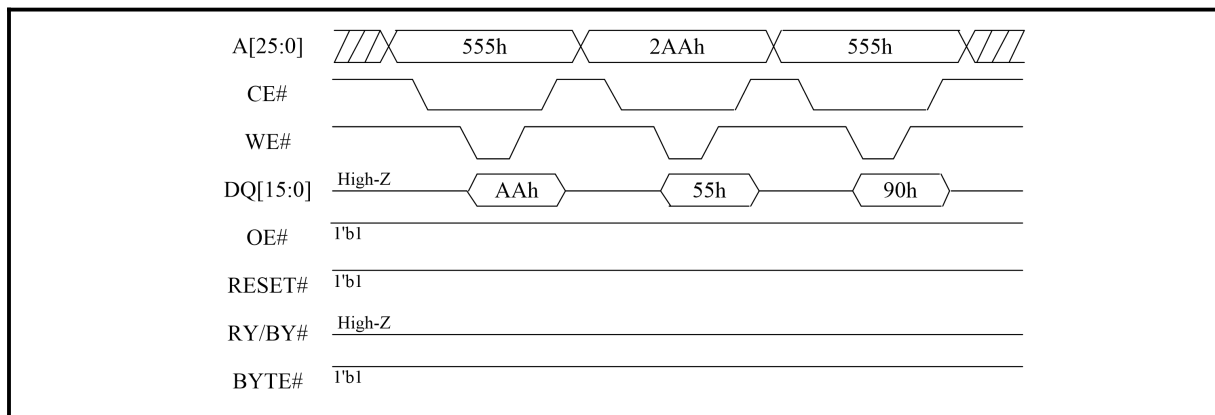 A[25:0] 555h 2AAh 555h
CE#
WE#
DQ[15:0] High-Z AAh 55h 90h
OE# 1'b1
RESET# 1'b1
RY/BY# High-Z
BYTE# 1'b1